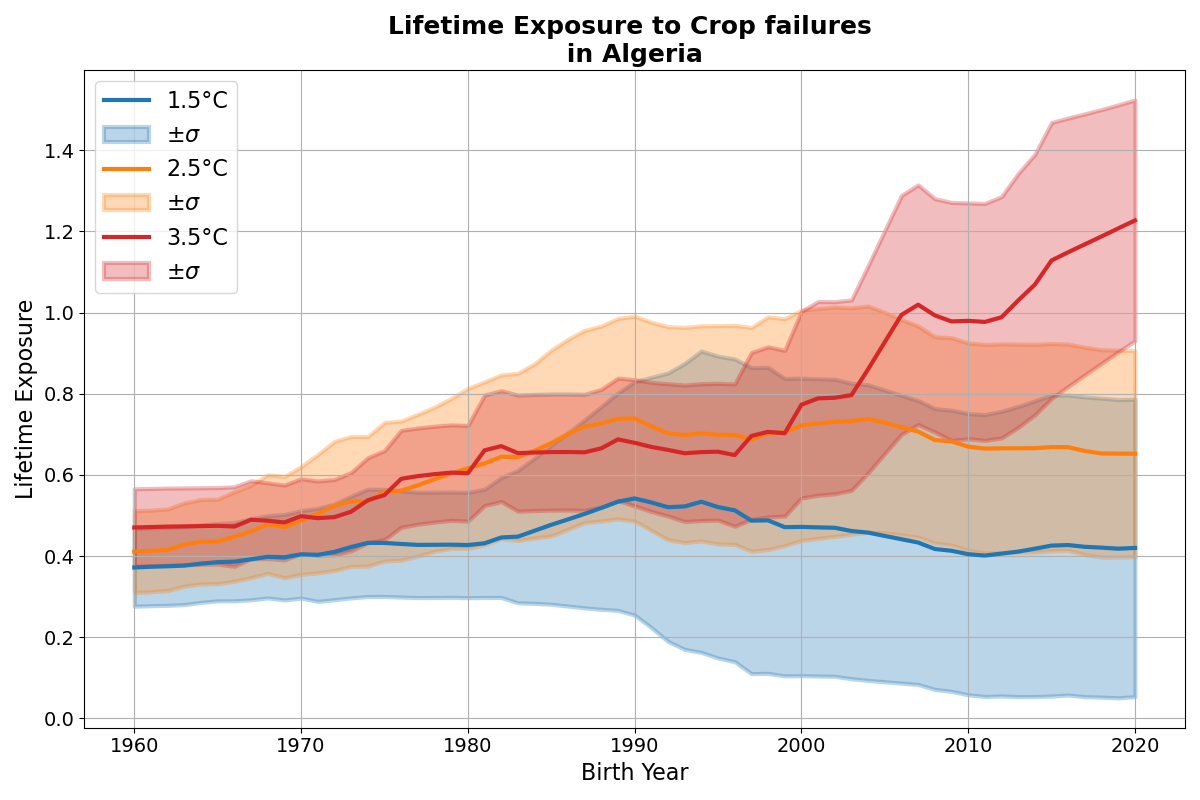 Lifetime Exposure to Crop failures
in Algeria
1.5°C
±σ
2.5°C
±σ
3.5°C
±σ
Lifetime Exposure
1.4
1.2
1.0
0.8
0.6
0.4
0.2
0.0
1960 1970 1980 1990 2000 2010 2020
Birth Year